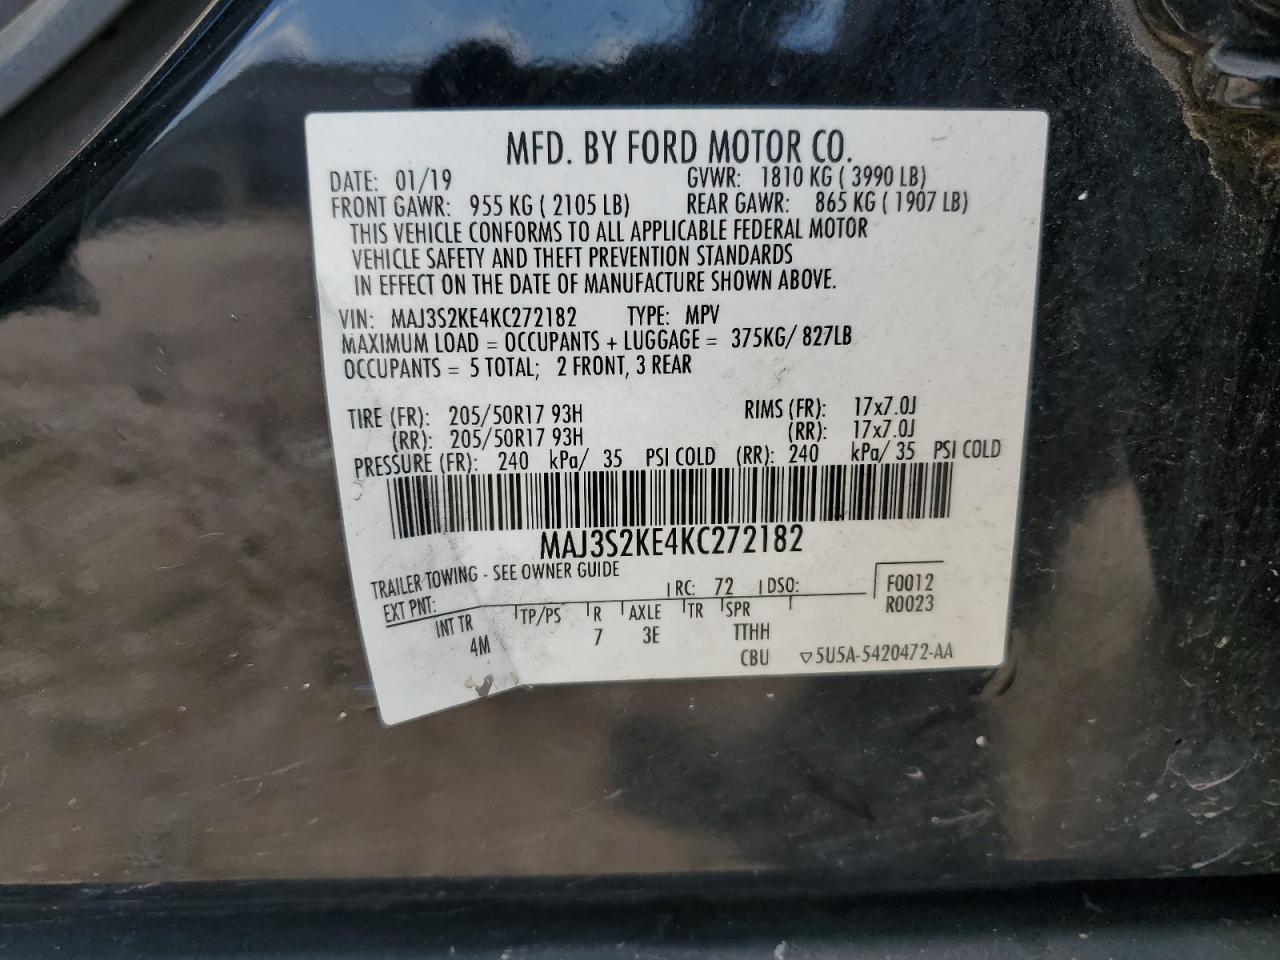 MFD. BY FORD MOTOR CO.
DATE: 01/19 GVWR: 1810 KG ( 3990 LB)
FRONT GAWR: 955 KG ( 2105 LB) REAR GAWR: 865 KG ( 1907 LB)
THIS VEHICLE CONFORMS TO ALL APPLICABLE FEDERAL MOTOR
VEHICLE SAFETY AND THEFT PREVENTION STANDARDS
IN EFFECT ON THE DATE OF MANUFACTURE SHOWN ABOVE.
VIN: MAJ3S2KE4KC272182 TYPE: MPV
MAXIMUM LOAD = OCCUPANTS + LUGGAGE = 375KG/ 827LB
OCCUPANTS = 5 TOTAL; 2 FRONT, 3 REAR
TIRE (FR): 205/50R17 93H RIMS (FR): 17x7.0J
(RR): 205/50R17 93H (RR): 17x7.0J
PRESSURE (FR): 240 kPa/ 35 PSI COLD (RR): 240 kPa/ 35 PSI COLD
MAJ3S2KE4KC272182
TRAILER TOWING - SEE OWNER GUIDE
EXT PNT: RC: 72 DSO: F0012
R0023
INT TR TP/PS R AXLE TR SPR
4M 7 3E TTHH
CBU ▽5U5A-5420472-AA